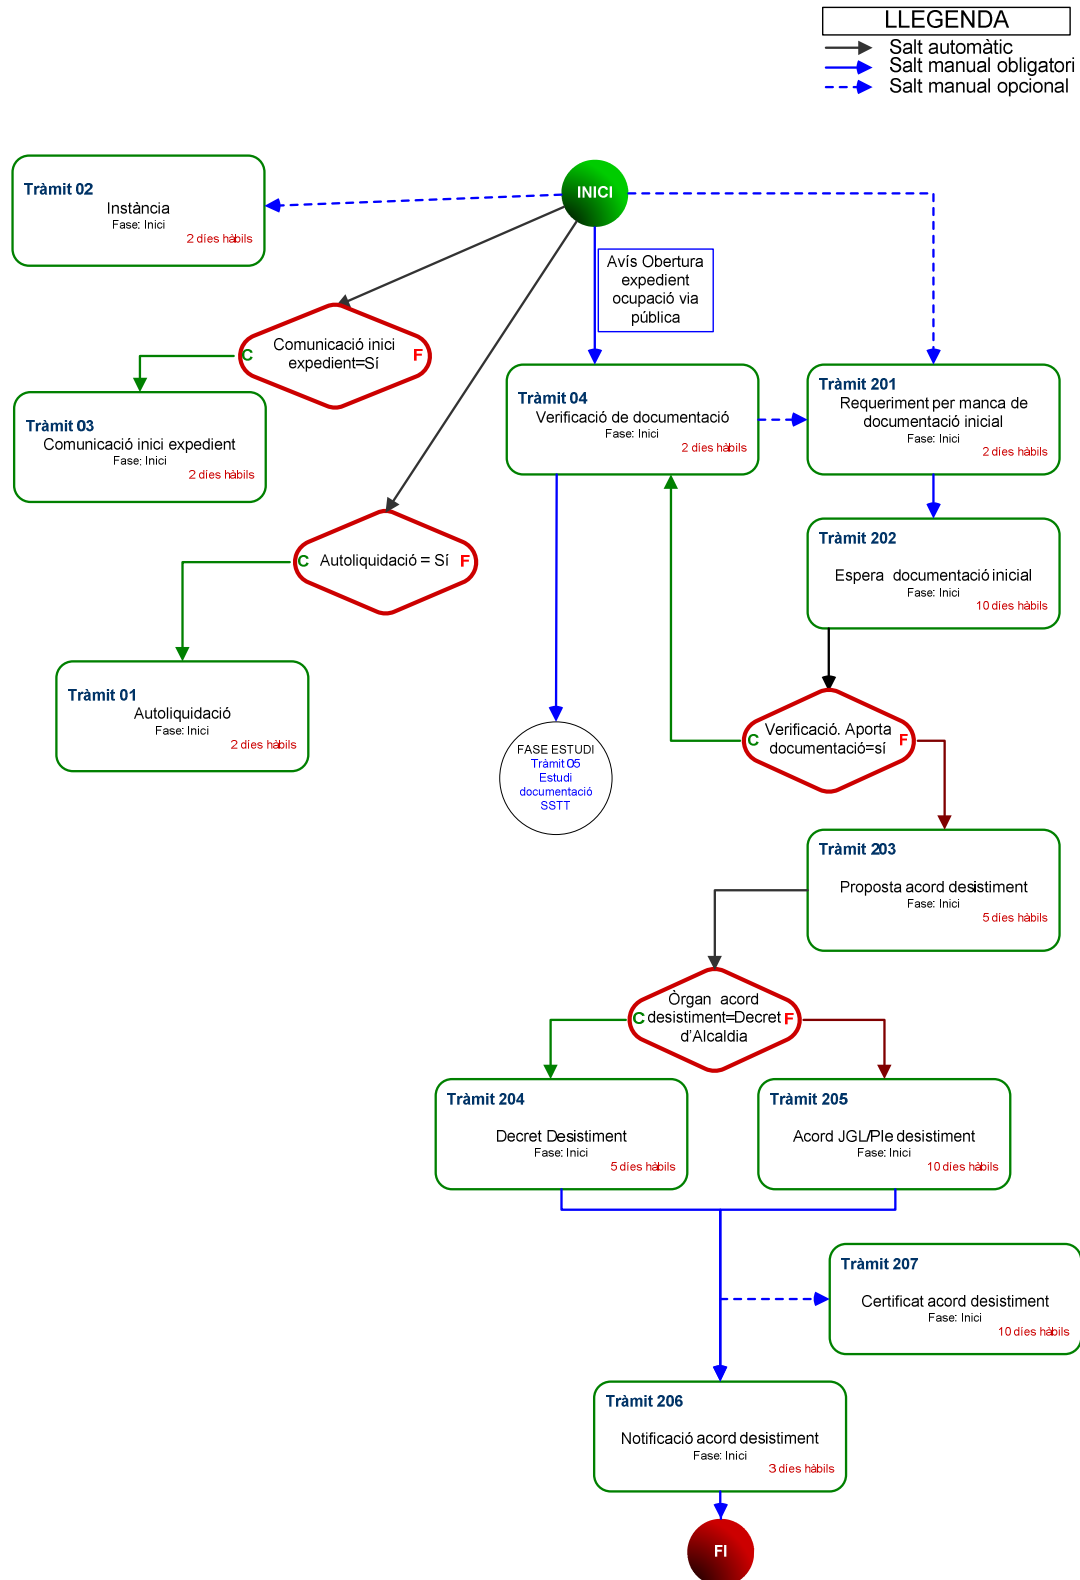 LLEGENDA
Salt automàtic
Salt manual obligatori
Salt manual opcional
INICI
Tràmit 02
Instància
Fase: Inici
2 dies hàbils
Avís Obertura
expedient
ocupació via
pública
Comunicació inici
expedient=Sí
C
F
Tràmit 03
Comunicació inici expedient
Fase: Inici
2 dies hàbils
Tràmit 04
Verificació de documentació
Fase: Inici
2 dies hàbils
Tràmit 201
Requeriment per manca de
documentació inicial
Fase: Inici
2 dies hàbils
C
Autoliquidació = Sí
F
Tràmit 202
Espera documentació inicial
Fase: Inici
10 dies hàbils
Tràmit 01
Autoliquidació
Fase: Inici
2 dies hàbils
FASE ESTUDI
Tràmit 05
Estudi
documentació
SSTT
Verificació. Aporta
documentació=sí
C
F
Tràmit 203
Proposta acord desistiment
Fase: Inici
5 dies hàbils
Òrgan acord
desistiment=Decret
d'Alcaldia
C
F
Tràmit 204
Decret Desistiment
Fase: Inici
5 dies hàbils
Tràmit 205
Acord JGL/Ple desistiment
Fase: Inici
10 dies hàbils
Tràmit 207
Certificat acord desistiment
Fase: Inici
10 dies hàbils
Tràmit 206
Notificació acord desistiment
Fase: Inici
3 dies hàbils
FI